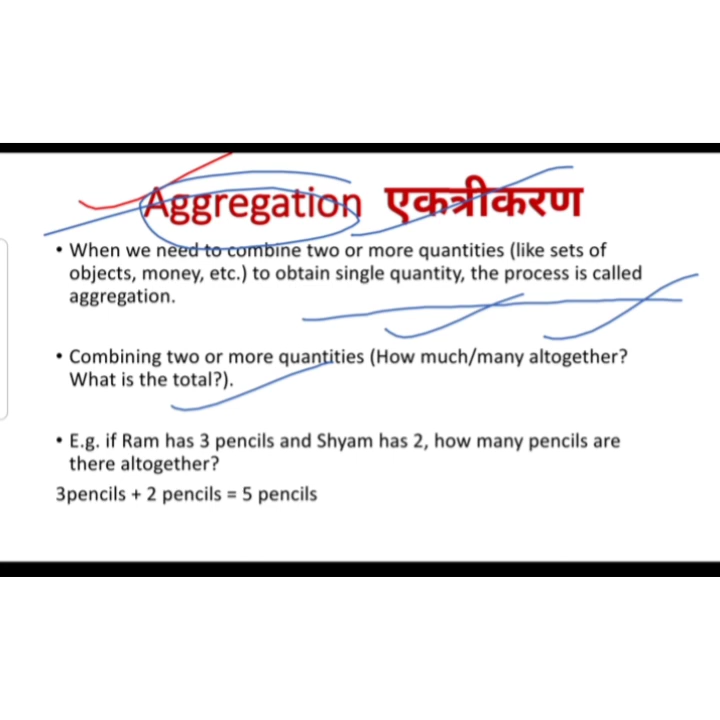 Aggregation एकत्रीकरण
• When we need to combine two or more quantities (like sets of
objects, money, etc.) to obtain single quantity, the process is called
aggregation.
• Combining two or more quantities (How much/many altogether?
What is the total?).
• E.g. if Ram has 3 pencils and Shyam has 2, how many pencils are
there altogether?
3pencils + 2 pencils = 5 pencils